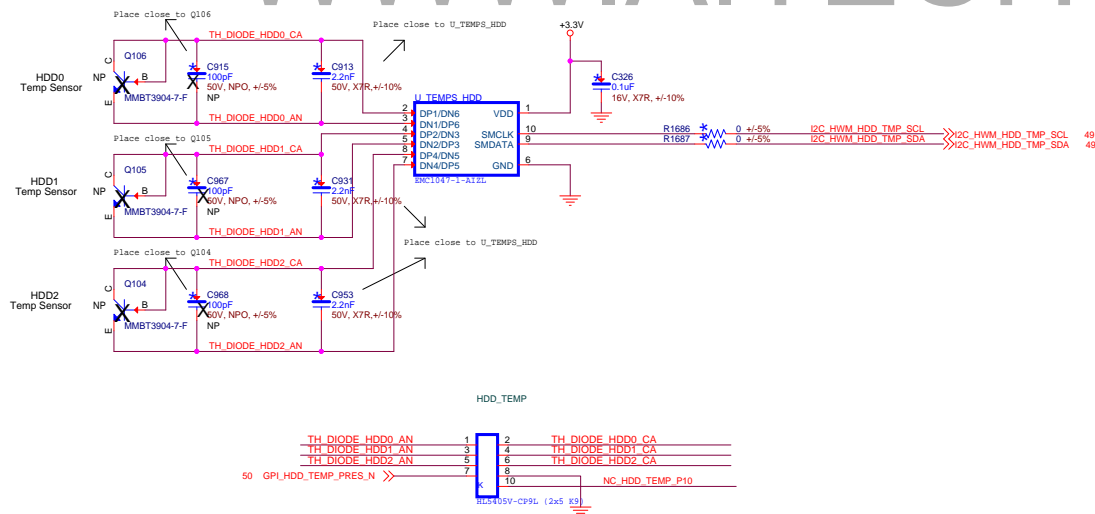 Place close to Q106
Place close to U_TEMPS_HDD
TH_DIODE_HDD0_CA
+3.3V
HDD0
Temp Sensor
NP
C
B
E
Q106
MMBT3904-7-F
C915
100pF
50V, NPO, +/-5%
NP
C913
2.2nF
50V, X7R,+/-10%
C326
0.1uF
16V, X7R, +/-10%
TH_DIODE_HDD0_AN
U_TEMPS_HDD
2 DP1/DN6 VDD 1
3 DN1/DP6
4 DP2/DN3 SMCLK 10
5 DN2/DP3 SMDATA 9
8 DP4/DN5
7 DN4/DP5 GND 6
EMC1047-1-AIZL
R1686 0 +/-5% I2C_HWM_HDD_TMP_SCL I2C_HWM_HDD_TMP_SCL 49
R1687 0 +/-5% I2C_HWM_HDD_TMP_SDA I2C_HWM_HDD_TMP_SDA 49
Place close to Q105
TH_DIODE_HDD1_CA
HDD1
Temp Sensor
NP
C
B
E
Q105
MMBT3904-7-F
C967
100pF
50V, NPO, +/-5%
NP
C931
2.2nF
50V, X7R,+/-10%
TH_DIODE_HDD1_AN
Place close to U_TEMPS_HDD
Place close to Q104
TH_DIODE_HDD2_CA
HDD2
Temp Sensor
NP
C
B
E
Q104
MMBT3904-7-F
C968
100pF
50V, NPO, +/-5%
NP
C953
2.2nF
50V, X7R,+/-10%
TH_DIODE_HDD2_AN
HDD_TEMP
TH_DIODE_HDD0_AN 1 2 TH_DIODE_HDD0_CA
TH_DIODE_HDD1_AN 3 4 TH_DIODE_HDD1_CA
TH_DIODE_HDD2_AN 5 6 TH_DIODE_HDD2_CA
50 GPI_HDD_TEMP_PRES_N 7 8
K 10 NC_HDD_TEMP_P10
HL5405V-CP9L (2x5 K9)